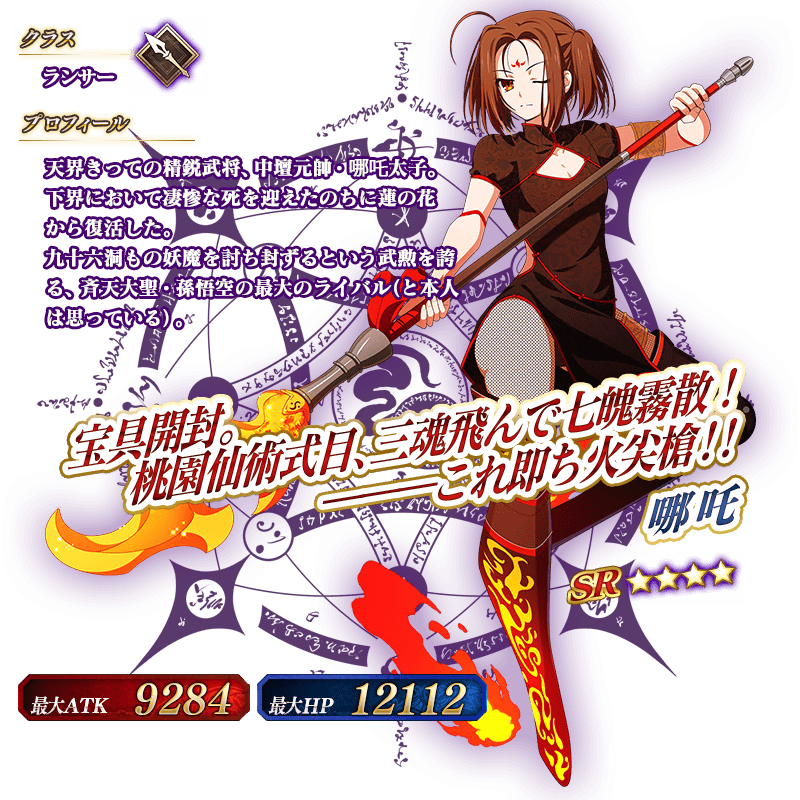 クラス
ランサー
プロフィール
天界きっての精鋭武将、中壇元帥・哪吒太子。
下界において凄惨な死を迎えたのちに蓮の花
から復活した。
九十六洞もの妖魔を討ち封ずるという武勲を誇
る、斉天大聖・孫悟空の最大のライバル(と本人
は思っている)。
宝具開封。
桃園仙術式目、三魂飛んで七魄霧散！
――これ即ち火尖槍!!
哪吒
SR
最大ATK 9284
最大HP 12112